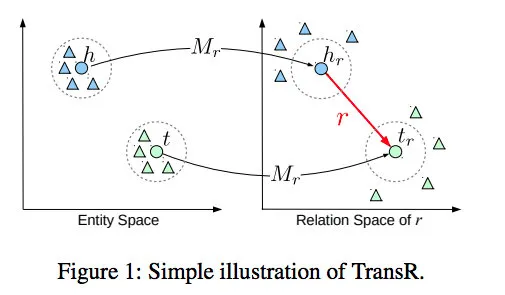 h
M_r
h_r
r
t
t_r
M_r
Entity Space
Relation Space of r
Figure 1: Simple illustration of TransR.